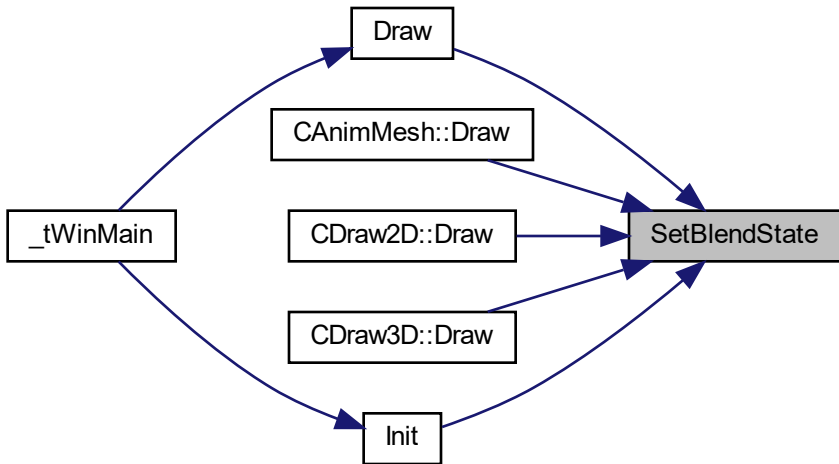 Draw
CAnimMesh::Draw
_tWinMain
CDraw2D::Draw
SetBlendState
CDraw3D::Draw
Init